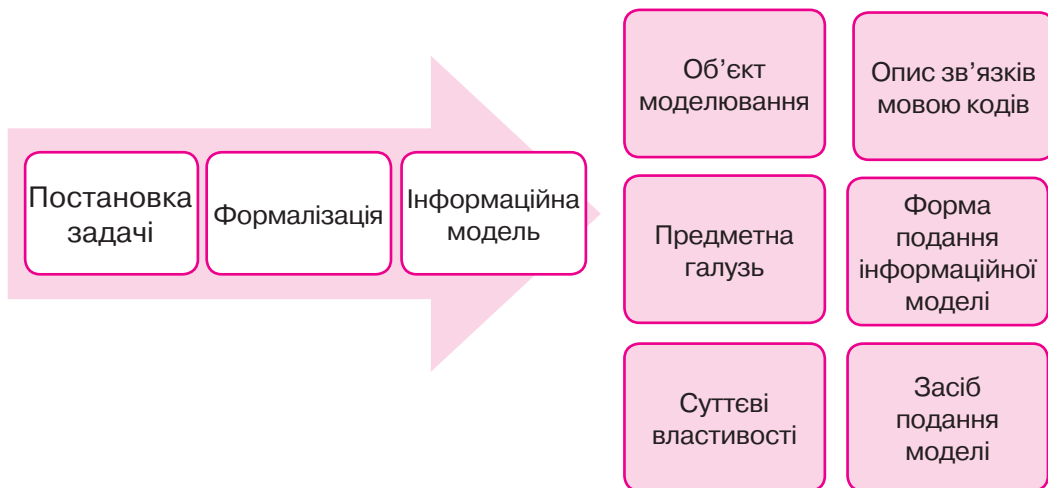 Постановка
задачі
Формалізація
Інформаційна
модель
Об’єкт
моделювання
Опис зв’язків
мовою кодів
Предметна
галузь
Форма
подання
інформаційної
моделі
Суттєві
властивості
Засіб
подання
моделі